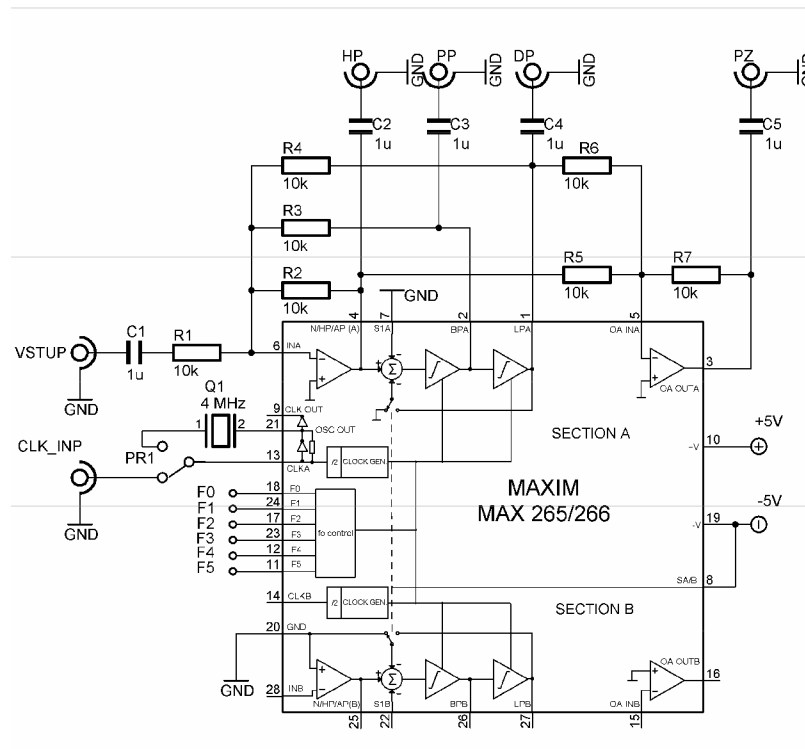 HP
GND
PP
GND
DP
GND
PZ
GND
C2
1u
C3
1u
C4
1u
C5
1u
R4
10k
R6
10k
R3
10k
R2
10k
R5
10k
R7
10k
4
7
GND
2
1
5
N/HP/AP (A)
S1A
BPA
LPA
OA INA
VSTUP
GND
C1
1u
R1
10k
6
INA
3
OA OUTA
Q1
4 MHz
1
2
9
CLK OUT
21
OSC OUT
CLK_INP
GND
PR1
13
CLKA
/2
CLOCK GEN.
SECTION A
MAXIM
MAX 265/266
+5V
10
-V
-5V
19
-V
8
SA/B
F0
18
F0
F1
24
F1
F2
17
F2
F3
23
F3
F4
12
F4
F5
11
F5
fo control
14
CLKB
/2
CLOCK GEN.
SECTION B
20
GND
GND
28
INB
OA OUTB
16
N/HP/AP(B)
S1B
BPB
LPB
OA INB
25
22
26
27
15